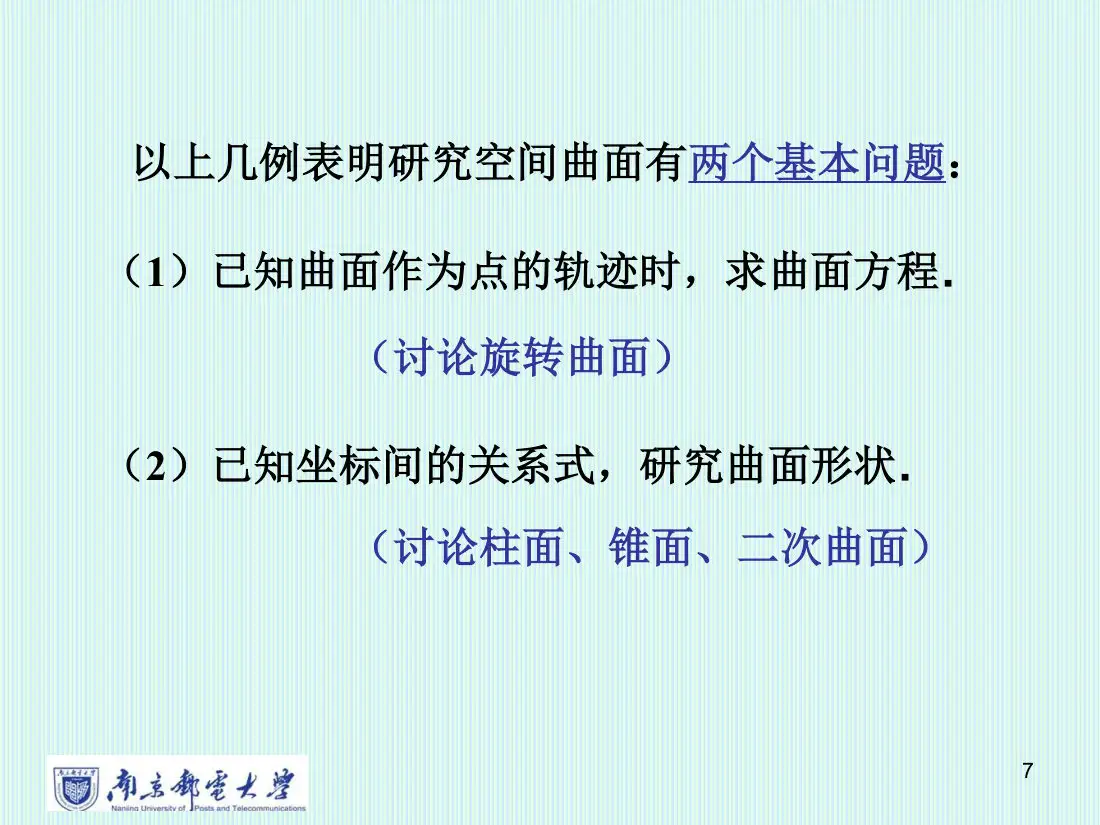 以上几例表明研究空间曲面有两个基本问题：
（1）已知曲面作为点的轨迹时，求曲面方程．
（讨论旋转曲面）
（2）已知坐标间的关系式，研究曲面形状．
（讨论柱面、锥面、二次曲面）
南京郵電大學
Nanjing University of Posts and Telecommunications
7